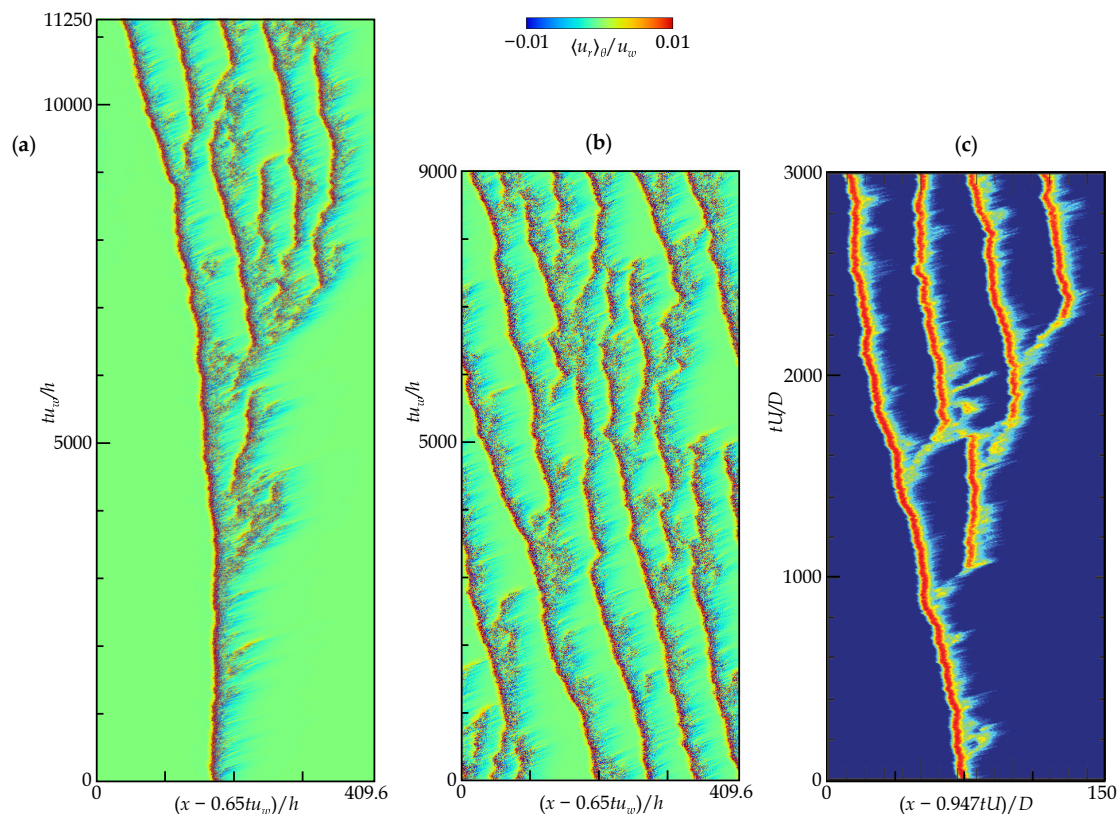 −0.01 0.01
⟨u_r⟩_θ/u_w
(a)
11250
10000
5000
0
tu_w/h
0 409.6
(x − 0.65tu_w)/h
(b)
9000
5000
0
tu_w/h
0 409.6
(x − 0.65tu_w)/h
(c)
3000
2000
1000
0
tU/D
0 150
(x − 0.947tU)/D